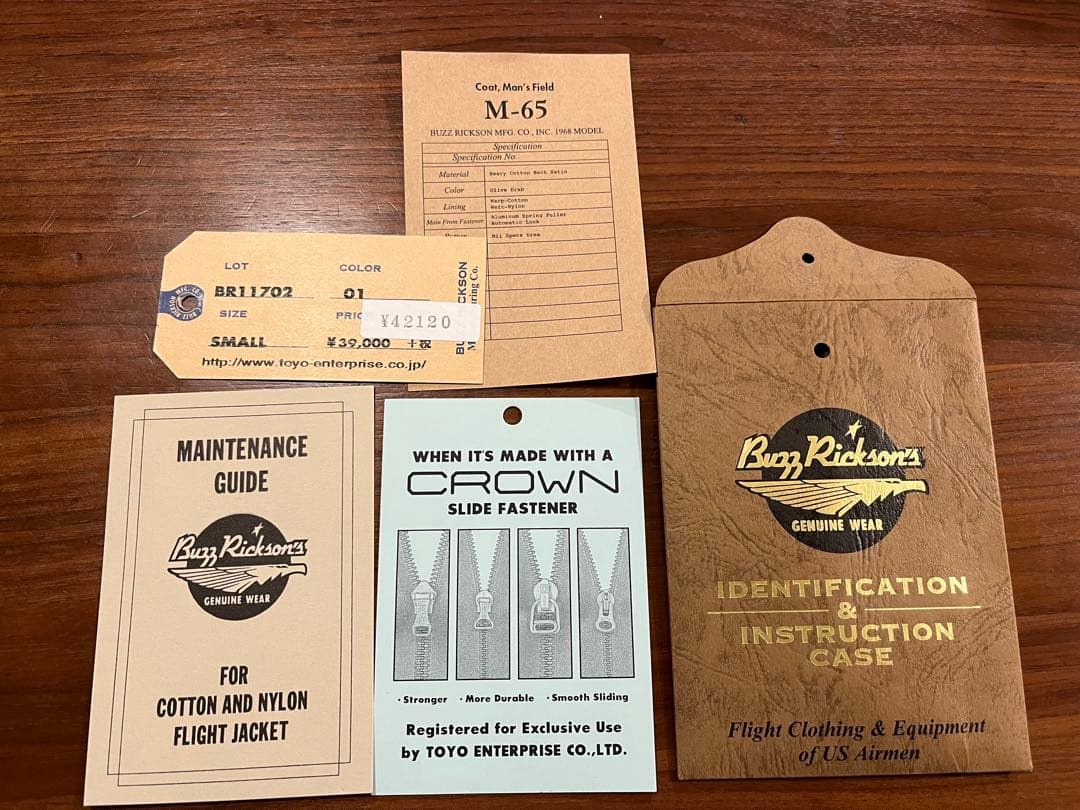 Coat, Man's Field
M-65
BUZZ RICKSON MFG. CO., INC. 1968 MODEL
Specification
Specification No.
Material Heavy Cotton Back Satin
Color Olive Drab
Lining Warp-Cotton
Weft-Nylon
Main Front Fastener Aluminum Spring Puller
Automatic Lock
Mil Specs Urea
LOT COLOR
BR11702 01
SIZE PRIC
¥42120
SMALL ¥39,000 +税
http://www.toyo-enterprise.co.jp/
CKSON
ring Co.
MAINTENANCE
GUIDE
Buzz Rickson's
GENUINE WEAR
FOR
COTTON AND NYLON
FLIGHT JACKET
WHEN IT'S MADE WITH A
CROWN
SLIDE FASTENER
· Stronger · More Durable · Smooth Sliding
Registered for Exclusive Use
by TOYO ENTERPRISE CO.,LTD.
Buzz Rickson's
GENUINE WEAR
IDENTIFICATION
&
INSTRUCTION
CASE
Flight Clothing & Equipment
of US Airmen